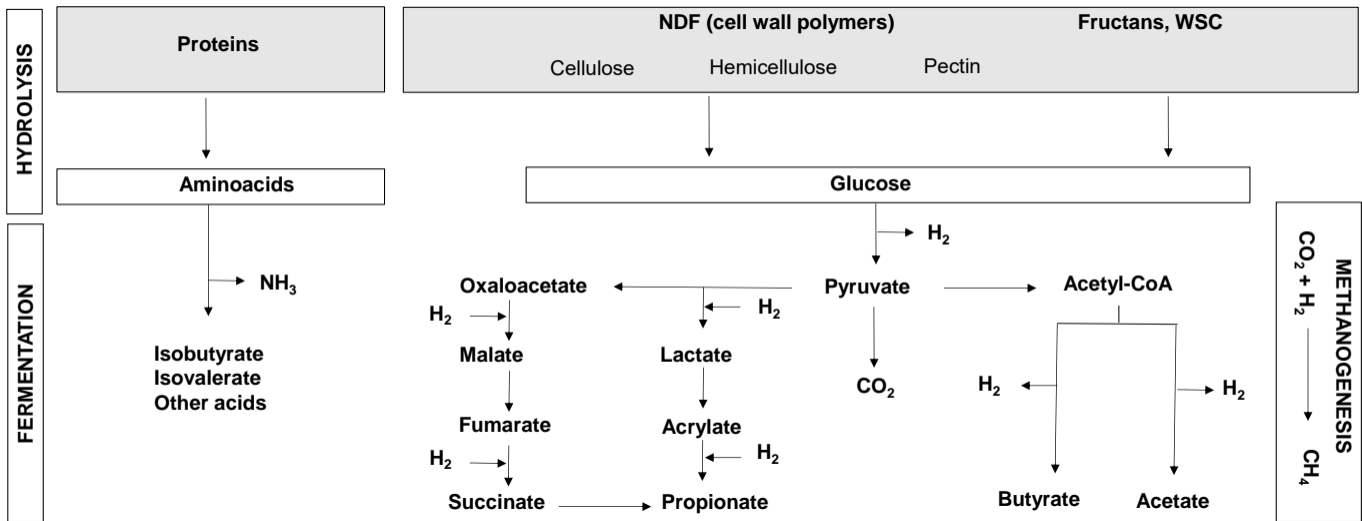 HYDROLYSIS
Proteins
NDF (cell wall polymers)
Fructans, WSC
Cellulose
Hemicellulose
Pectin
Aminoacids
Glucose
FERMENTATION
NH₃
Isobutyrate
Isovalerate
Other acids
H₂
Oxaloacetate
Pyruvate
Acetyl-CoA
H₂
H₂
Malate
Lactate
CO₂
H₂
H₂
Fumarate
Acrylate
H₂
H₂
Succinate
Propionate
Butyrate
Acetate
METHANOGENESIS
CO₂ + H₂
CH₄